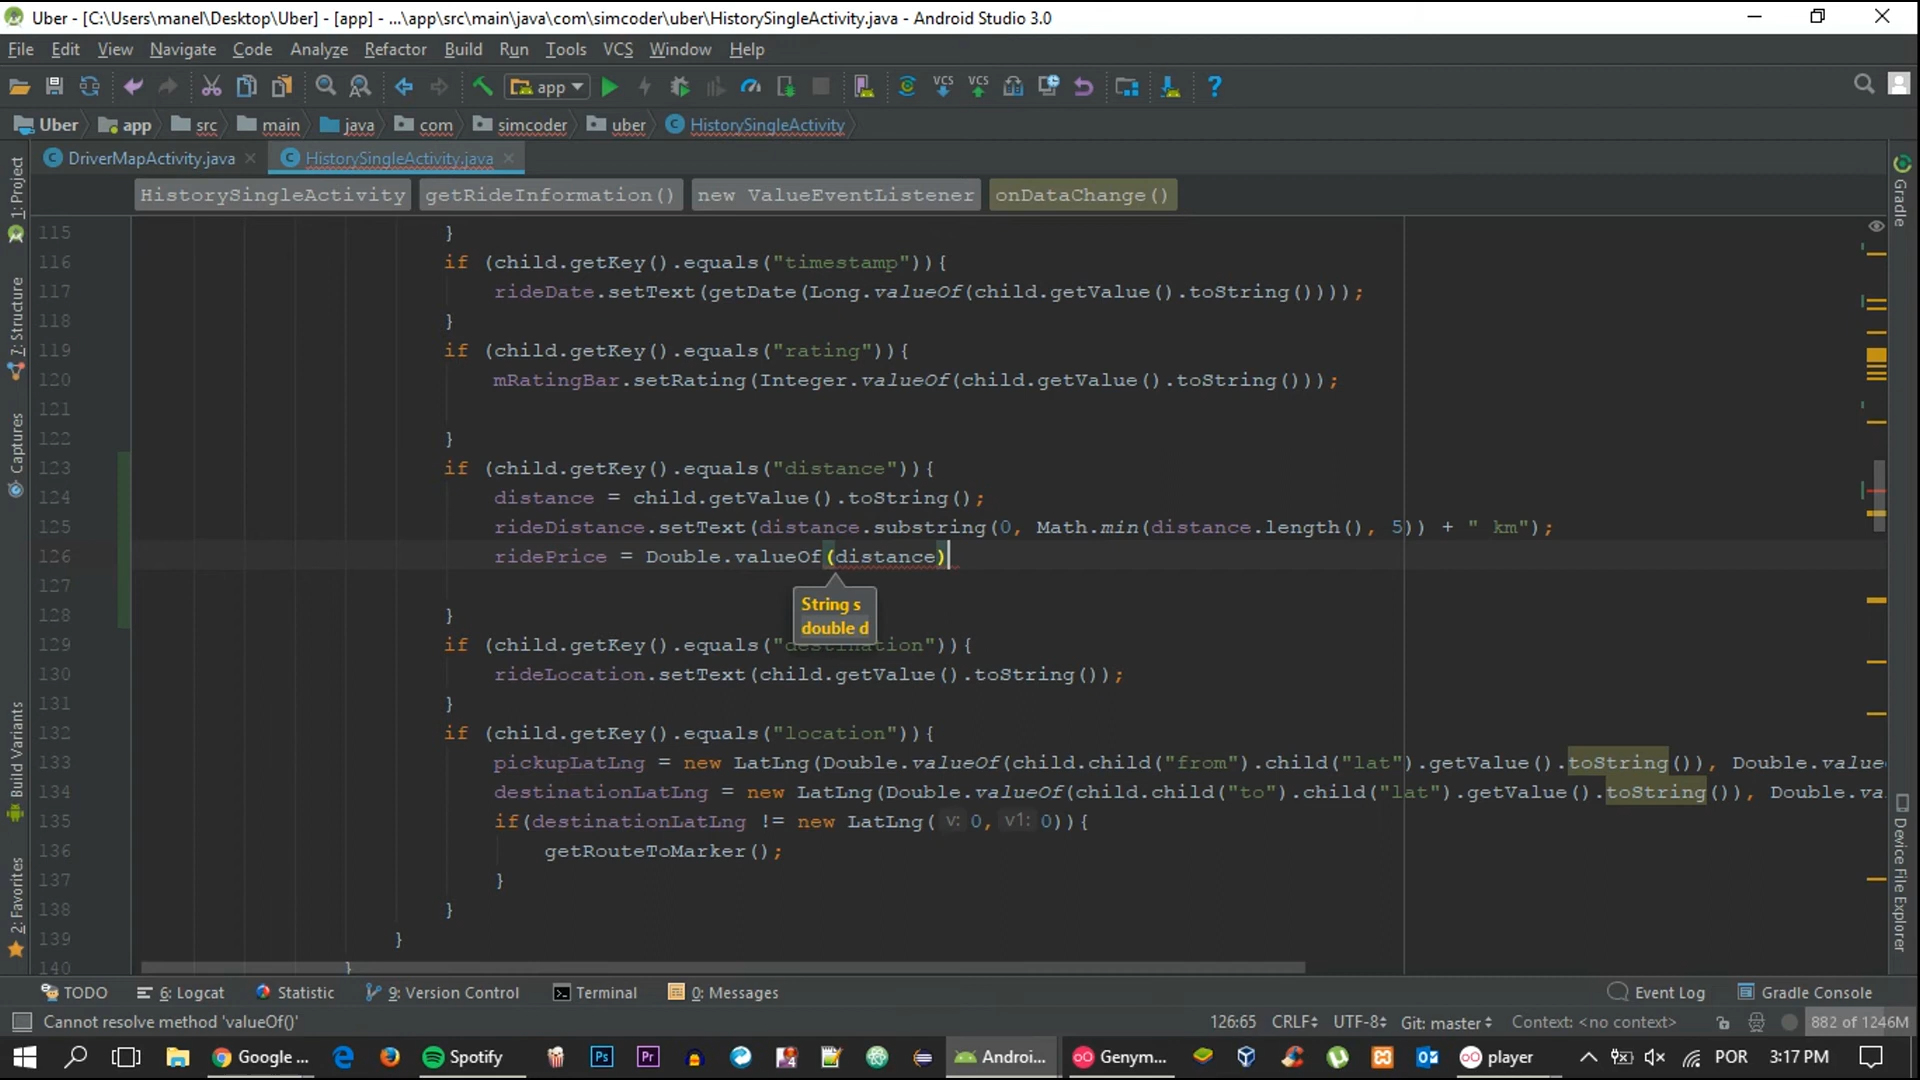 Uber - [C:\Users\manel\Desktop\Uber] - [app] - ...\app\src\main\java\com\simcoder\uber\HistorySingleActivity.java - Android Studio 3.0
File Edit View Navigate Code Analyze Refactor Build Run Tools VCS Window Help
app VCS VCS ?
Uber app src main java com simcoder uber HistorySingleActivity
DriverMapActivity.java HistorySingleActivity.java
HistorySingleActivity getRideInformation() new ValueEventListener onDataChange()
1: Project
7: Structure
Captures
Build Variants
2: Favorites
Gradle
Device File Explorer
115 }
116 if (child.getKey().equals("timestamp")){
117 rideDate.setText(getDate(Long.valueOf(child.getValue().toString())));
118 }
119 if (child.getKey().equals("rating")){
120 mRatingBar.setRating(Integer.valueOf(child.getValue().toString()));
121
122 }
123 if (child.getKey().equals("distance")){
124 distance = child.getValue().toString();
125 rideDistance.setText(distance.substring(0, Math.min(distance.length(), 5)) + " km");
126 ridePrice = Double.valueOf(distance)
127
String s
double d
128 }
129 if (child.getKey().equals("destination")){
130 rideLocation.setText(child.getValue().toString());
131 }
132 if (child.getKey().equals("location")){
133 pickupLatLng = new LatLng(Double.valueOf(child.child("from").child("lat").getValue().toString()), Double.value
134 destinationLatLng = new LatLng(Double.valueOf(child.child("to").child("lat").getValue().toString()), Double.va
135 if(destinationLatLng != new LatLng( v: 0, v1: 0)){
136 getRouteToMarker();
137 }
138 }
139 }
140 }
TODO 6: Logcat Statistic 9: Version Control Terminal 0: Messages Event Log Gradle Console
Cannot resolve method 'valueOf()' 126:65 CRLF UTF-8 Git: master Context: <no context> 882 of 1246M
Google ... Spotify Ps Pr Androi... Genym... player POR 3:17 PM